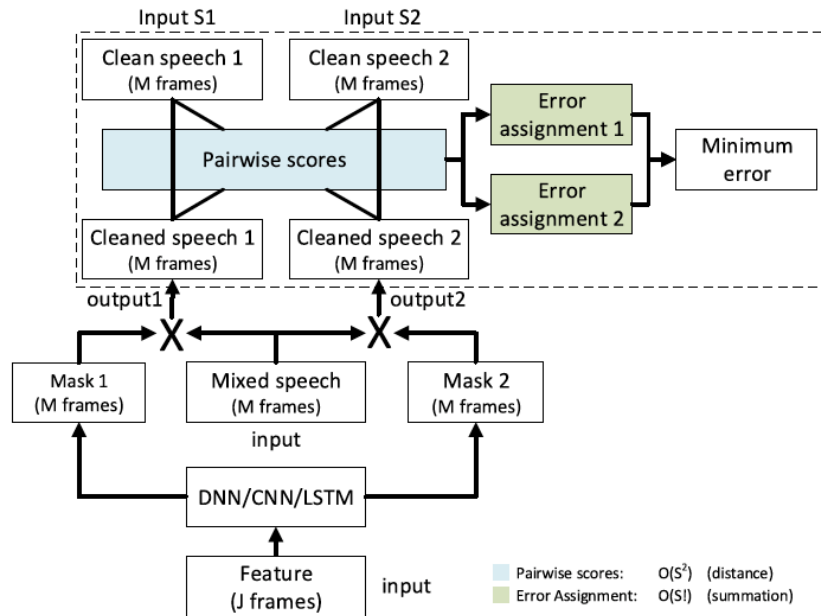 Input S1
Input S2
Clean speech 1
(M frames)
Clean speech 2
(M frames)
Pairwise scores
Error
assignment 1
Error
assignment 2
Minimum
error
Cleaned speech 1
(M frames)
Cleaned speech 2
(M frames)
output1
output2
X
X
Mask 1
(M frames)
Mixed speech
(M frames)
Mask 2
(M frames)
input
DNN/CNN/LSTM
Feature
(J frames)
input
Pairwise scores: O(S²) (distance)
Error Assignment: O(S!) (summation)